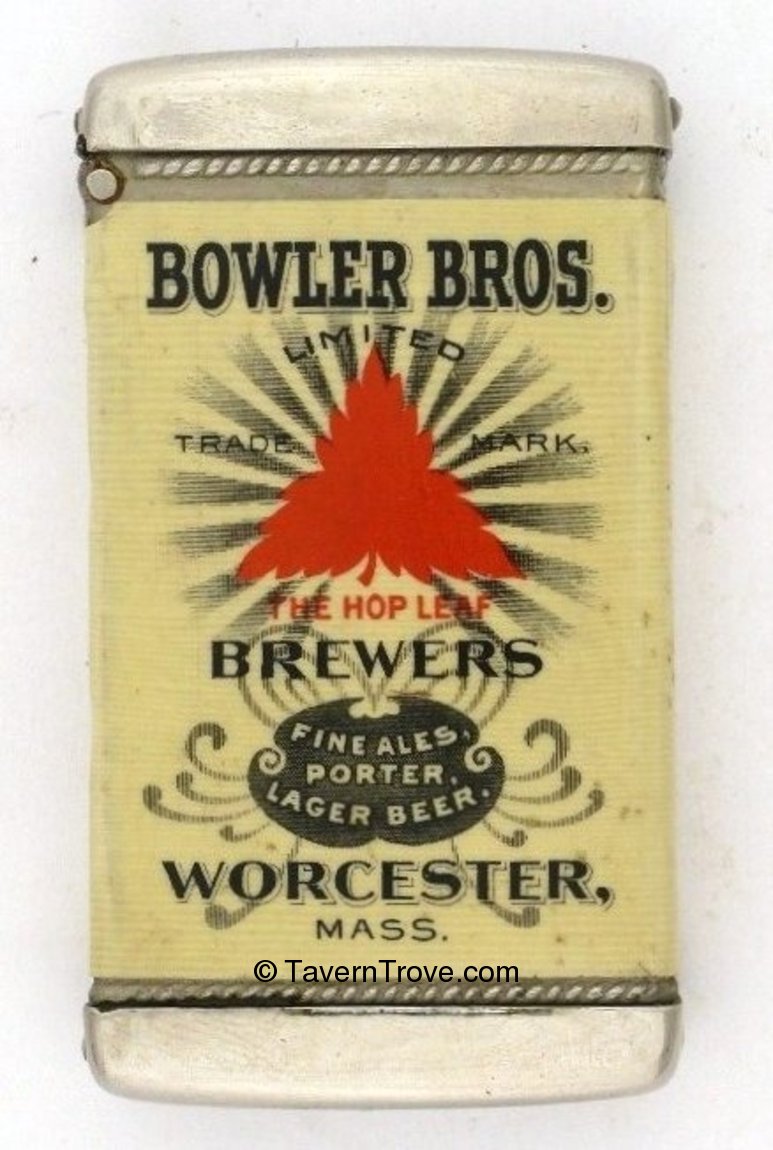 BOWLER BROS.
LIMITED
TRADE MARK.
THE HOP LEAF
BREWERS
FINE ALES,
PORTER,
LAGER BEER.
WORCESTER,
MASS.
© TavernTrove.com